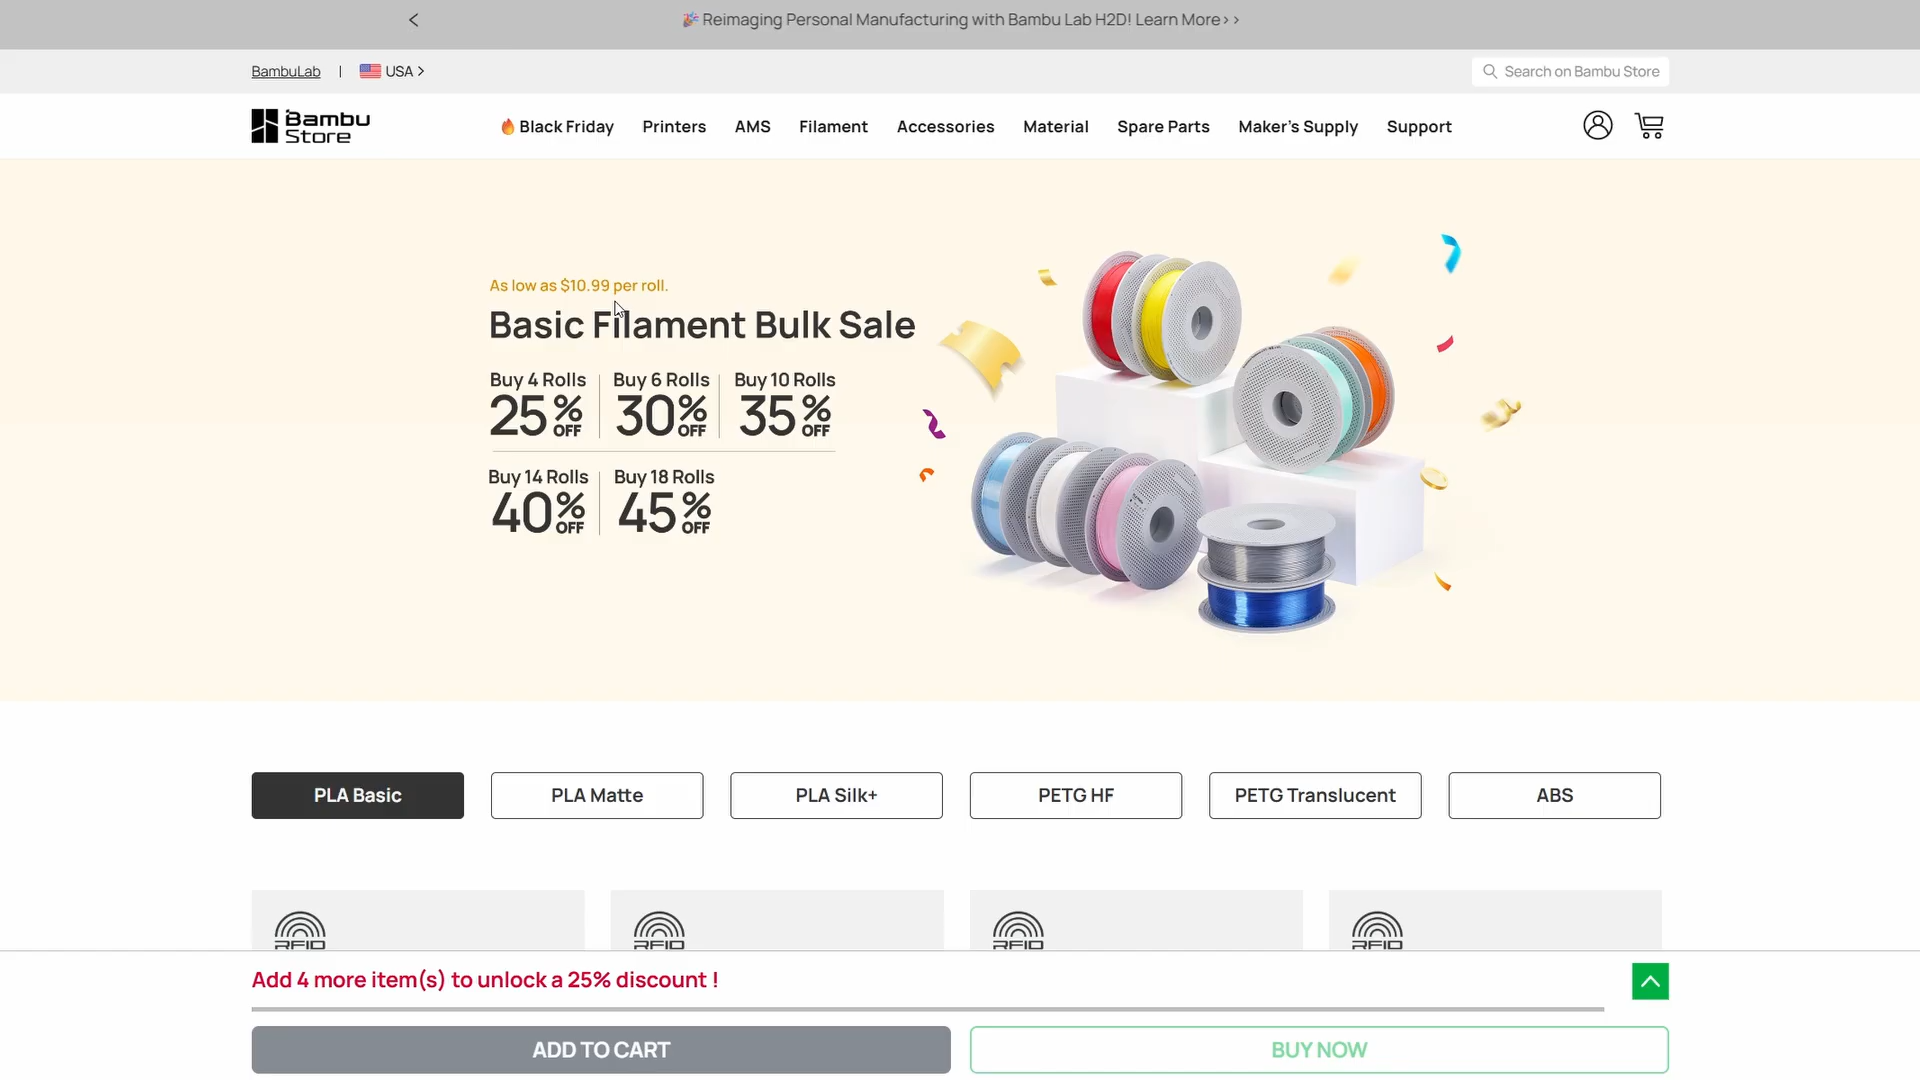 🎉 Reimaging Personal Manufacturing with Bambu Lab H2D! Learn More>>
BambuLab | USA >
Search on Bambu Store
Bambu Store
🔥 Black Friday Printers AMS Filament Accessories Material Spare Parts Maker's Supply Support
As low as $10.99 per roll.
Basic Filament Bulk Sale
Buy 4 Rolls Buy 6 Rolls Buy 10 Rolls
25% OFF 30% OFF 35% OFF
Buy 14 Rolls Buy 18 Rolls
40% OFF 45% OFF
PLA Basic PLA Matte PLA Silk+ PETG HF PETG Translucent ABS
RFID RFID RFID RFID
Add 4 more item(s) to unlock a 25% discount !
ADD TO CART BUY NOW